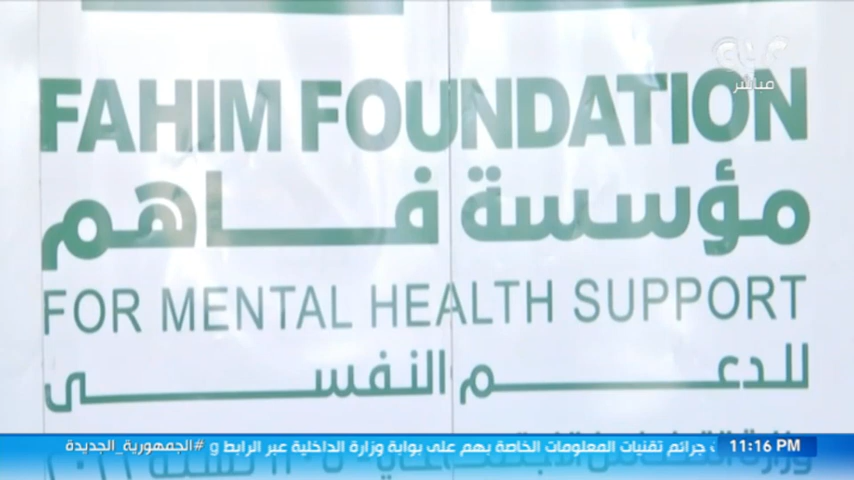 مباشر
FAHIM FOUNDATION
مؤسسة فاهم
FOR MENTAL HEALTH SUPPORT
للدعم النفسى
جرائم تقنيات المعلومات الخاصة بهم على بوابة وزارة الداخلية عبر الرابط و #الجمهورية_الجديدة
11:16 PM